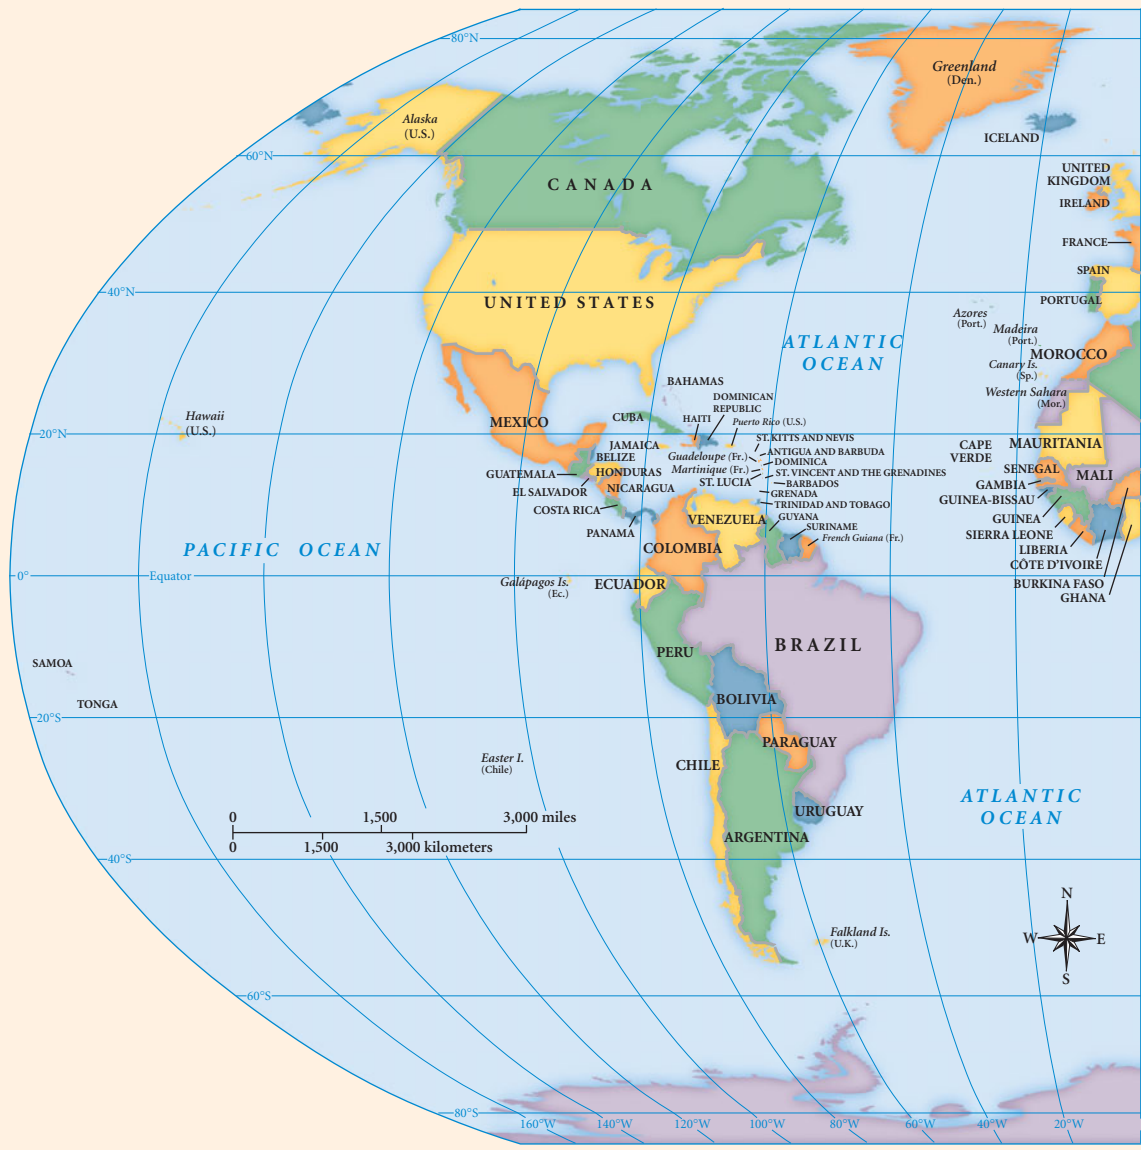 80°N
Greenland
(Den.)
Alaska
(U.S.)
ICELAND
60°N
CANADA
UNITED
KINGDOM
IRELAND
FRANCE
SPAIN
40°N
UNITED STATES
PORTUGAL
Azores
(Port.)
Madeira
(Port.)
ATLANTIC
OCEAN
MOROCCO
Canary Is.
(Sp.)
BAHAMAS
Western Sahara
(Mor.)
DOMINICAN
REPUBLIC
Hawaii
(U.S.)
MEXICO
CUBA
HAITI
Puerto Rico (U.S.)
20°N
JAMAICA
ST. KITTS AND NEVIS
CAPE
VERDE
MAURITANIA
BELIZE
Guadeloupe (Fr.)
ANTIGUA AND BARBUDA
DOMINICA
GUATEMALA
HONDURAS
Martinique (Fr.)
ST. VINCENT AND THE GRENADINES
SENEGAL
MALI
ST. LUCIA
BARBADOS
GAMBIA
EL SALVADOR
NICARAGUA
GRENADA
GUINEA-BISSAU
COSTA RICA
TRINIDAD AND TOBAGO
VENEZUELA
GUYANA
GUINEA
PANAMA
SURINAME
SIERRA LEONE
French Guiana (Fr.)
PACIFIC OCEAN
COLOMBIA
LIBERIA
CÔTE D'IVOIRE
0°
Equator
Galápagos Is.
(Ec.)
ECUADOR
BURKINA FASO
GHANA
BRAZIL
PERU
SAMOA
TONGA
BOLIVIA
20°S
PARAGUAY
Easter I.
(Chile)
CHILE
ATLANTIC
OCEAN
URUGUAY
0 1,500 3,000 miles
0 1,500 3,000 kilometers
ARGENTINA
40°S
N
W E
S
Falkland Is.
(U.K.)
60°S
80°S
160°W 140°W 120°W 100°W 80°W 60°W 40°W 20°W